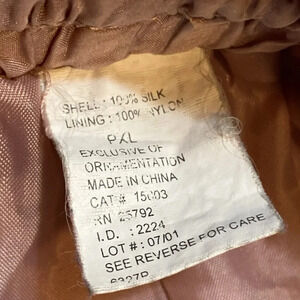 SHELL: 100% SILK
LINING: 100% NYLON
PXL
EXCLUSIVE OF
ORNAMENTATION
MADE IN CHINA
CAT# 15003
RN 25792
I.D.: 2224
LOT#: 07/01
SEE REVERSE FOR CARE